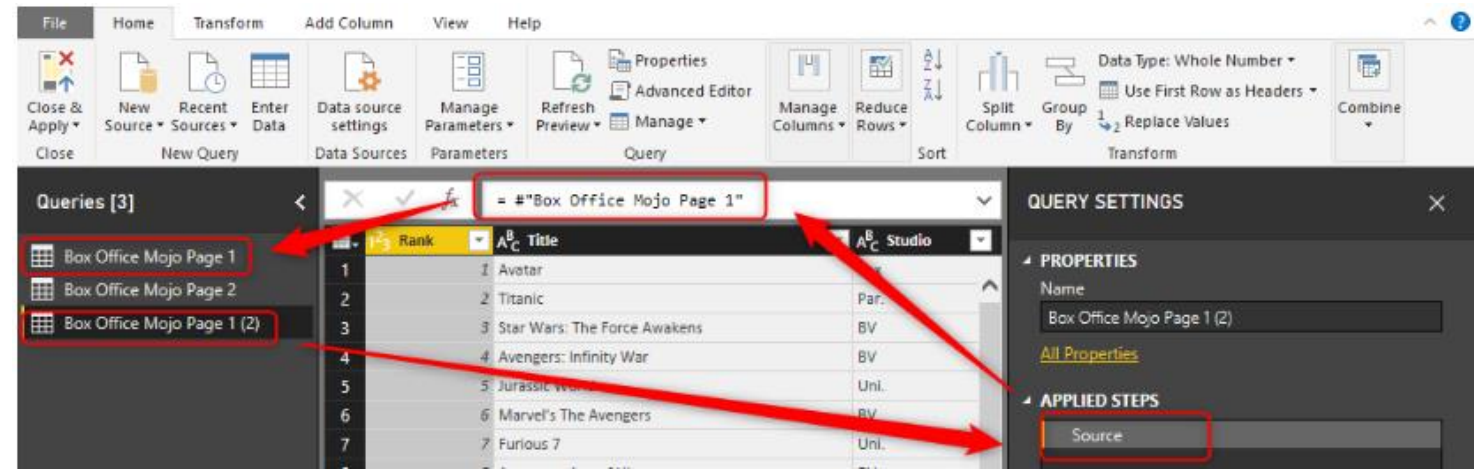 File Home Transform Add Column View Help
Close & Apply
New Source
Recent Sources
Enter Data
Data source settings
Manage Parameters
Refresh Preview
Properties
Advanced Editor
Manage
Manage Columns
Reduce Rows
Split Column
Group By
Data Type: Whole Number
Use First Row as Headers
Replace Values
Combine
Close New Query Data Sources Parameters Query Sort Transform
Queries [3]
= #"Box Office Mojo Page 1"
QUERY SETTINGS
Box Office Mojo Page 1
Box Office Mojo Page 2
Box Office Mojo Page 1 (2)
Rank Title Studio
1 1 Avatar
2 2 Titanic Par.
3 3 Star Wars: The Force Awakens BV
4 4 Avengers: Infinity War BV
5 5 Jurassic Uni.
6 6 Marvel's The Avengers BV
7 7 Furious 7 Uni.
PROPERTIES
Name
Box Office Mojo Page 1 (2)
All Properties
APPLIED STEPS
Source